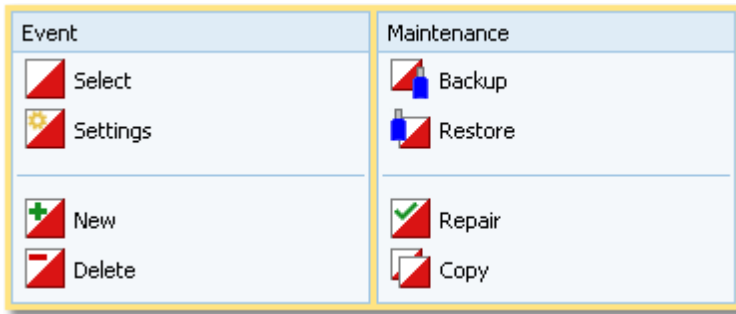 Event
Select
Settings
New
Delete
Maintenance
Backup
Restore
Repair
Copy